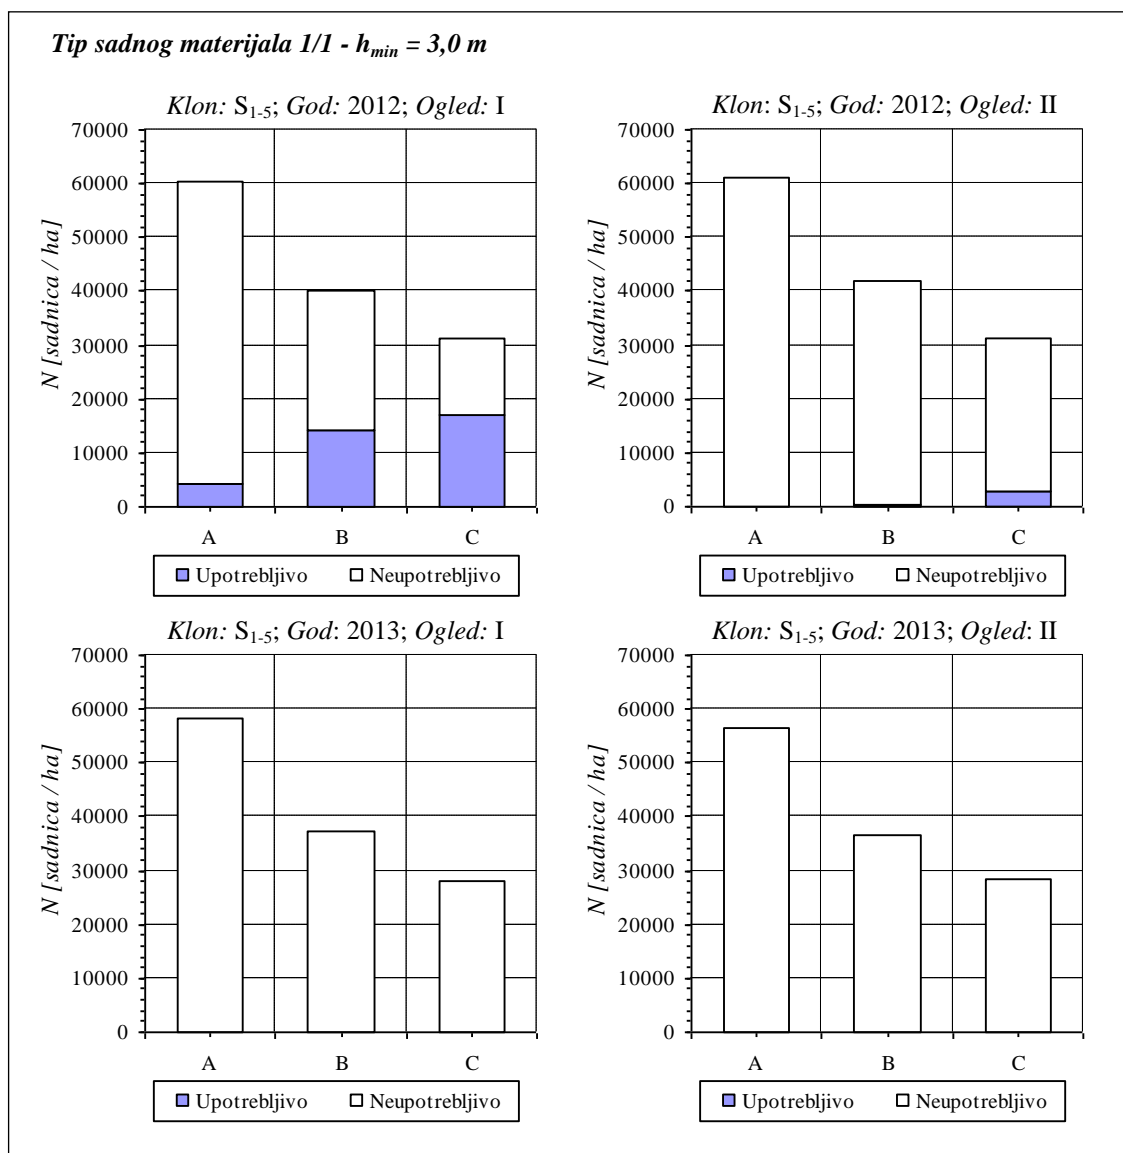 Tip sadnog materijala 1/1 - hmin = 3,0 m
Klon: S1-5; God: 2012; Ogled: I
N [sadnica / ha]
70000
60000
50000
40000
30000
20000
10000
0
A B C
Upotrebljivo Neupotrebljivo
Klon: S1-5; God: 2012; Ogled: II
N [sadnica / ha]
70000
60000
50000
40000
30000
20000
10000
0
A B C
Upotrebljivo Neupotrebljivo
Klon: S1-5; God: 2013; Ogled: I
N [sadnica / ha]
70000
60000
50000
40000
30000
20000
10000
0
A B C
Upotrebljivo Neupotrebljivo
Klon: S1-5; God: 2013; Ogled: II
N [sadnica / ha]
70000
60000
50000
40000
30000
20000
10000
0
A B C
Upotrebljivo Neupotrebljivo